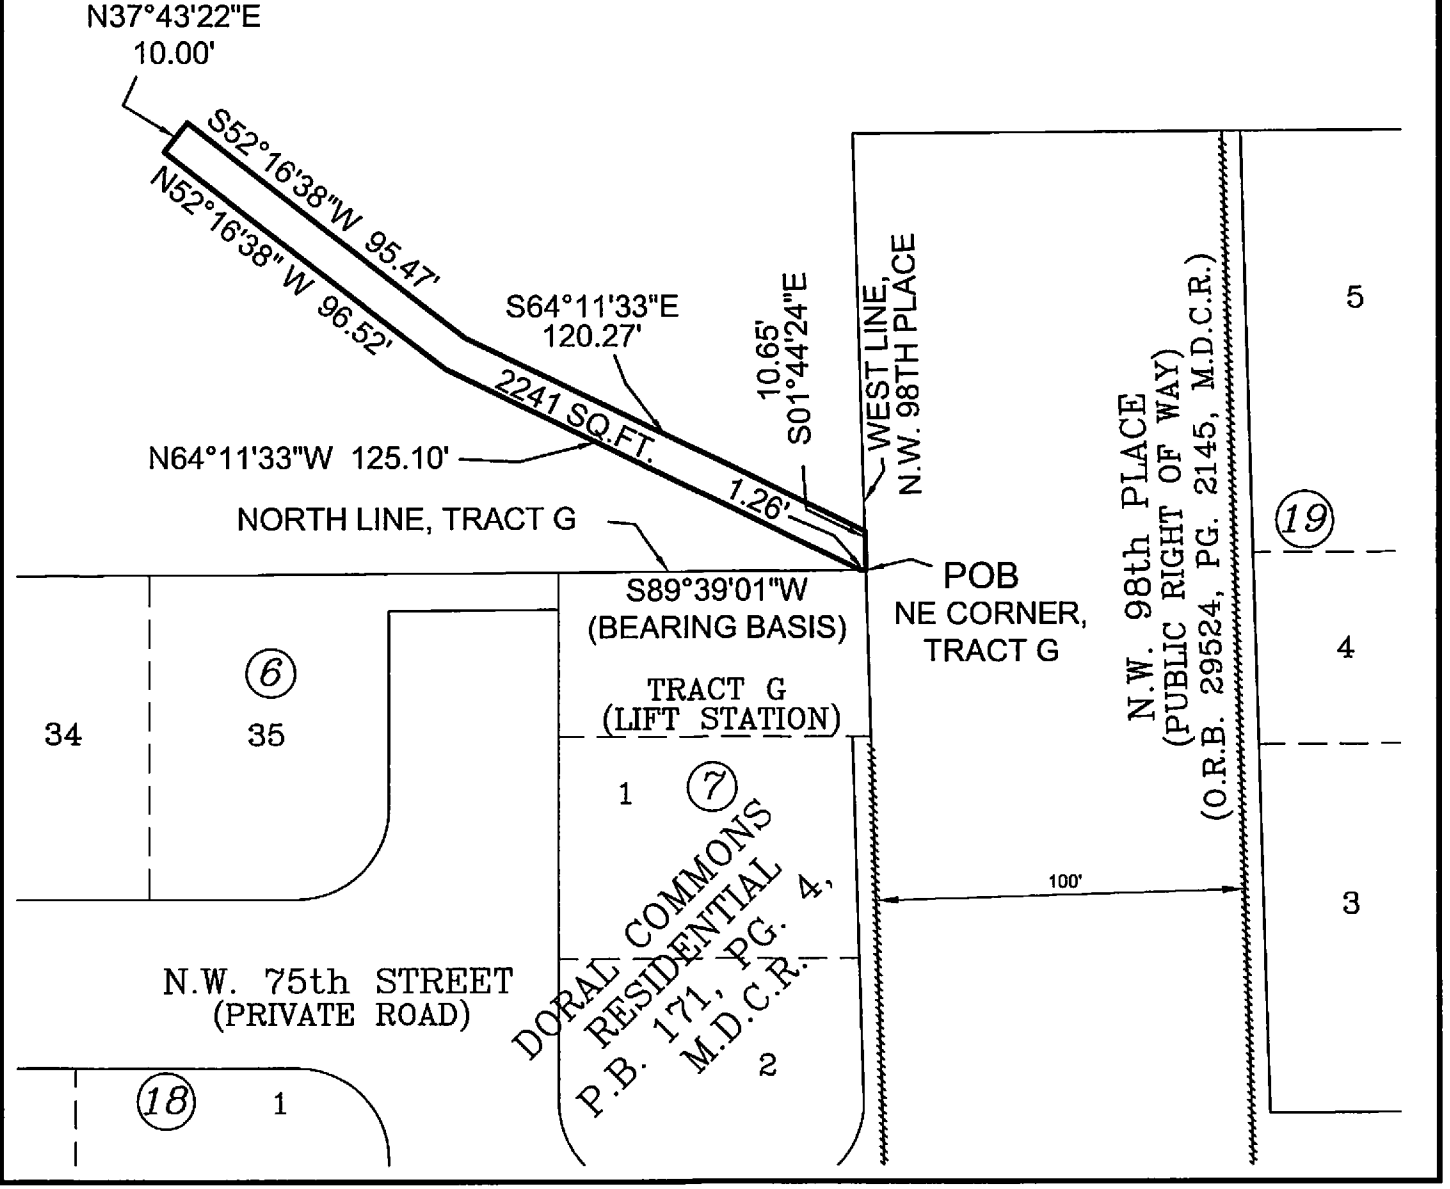 N37°43'22"E
10.00'
S52°16'38"W 95.47'
N52°16'38" W 96.52'
S64°11'33"E
120.27'
2241 SQ.FT.
N64°11'33"W 125.10'
1.26'
10.65'
S01°44'24"E
WEST LINE,
N.W. 98TH PLACE
NORTH LINE, TRACT G
S89°39'01"W
(BEARING BASIS)
POB
NE CORNER,
TRACT G
N.W. 98th PLACE
(PUBLIC RIGHT OF WAY)
(O.R.B. 29524, PG. 2145, M.D.C.R.)
5
19
4
3
100'
6
34
35
TRACT G
(LIFT STATION)
1
7
DORAL COMMONS
RESIDENTIAL
P.B. 171, PG. 4,
M.D.C.R.
2
N.W. 75th STREET
(PRIVATE ROAD)
18
1